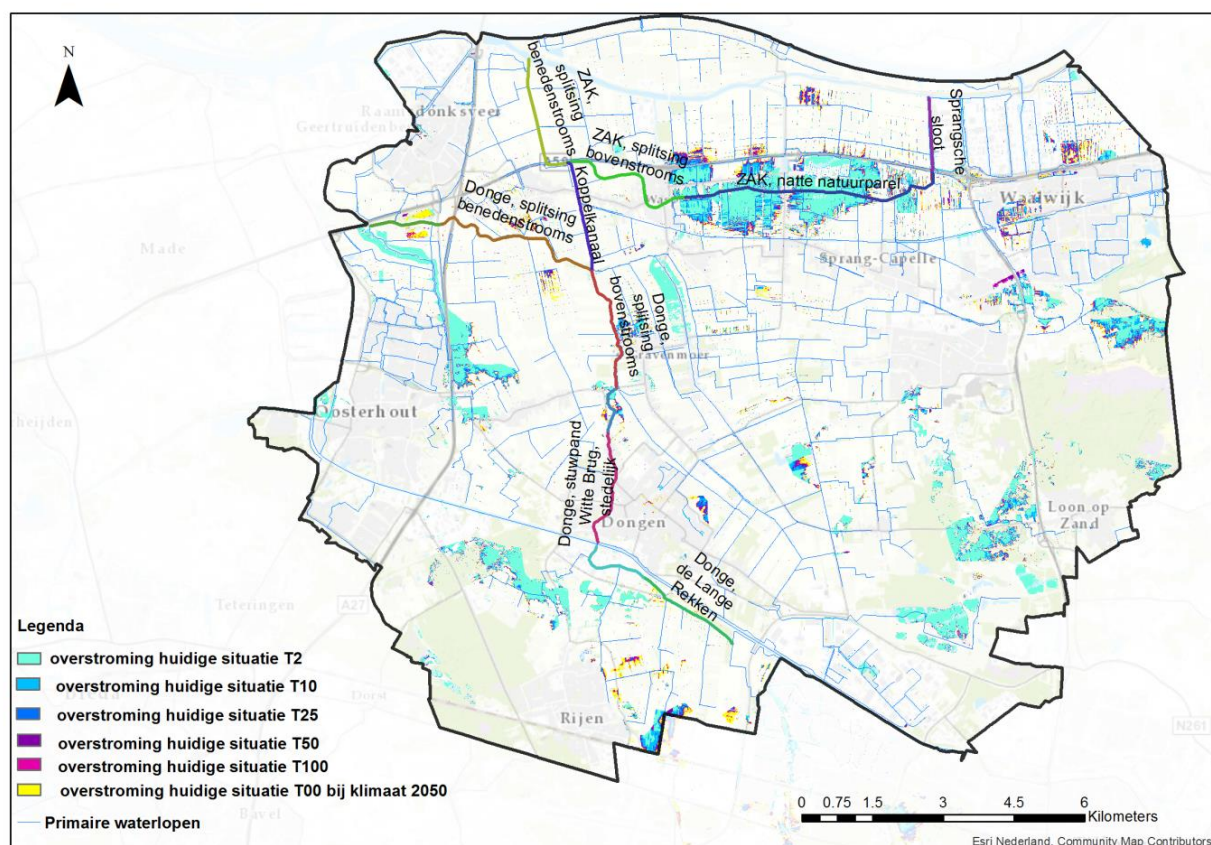 N
ZAK,
splitsing
benedenstrooms
ZAK, splitsing
bovenstrooms
Sprangsche
sloot
ZAK, natte natuurparel
Koppelkanaal
Donge, splitsing
benedenstrooms
Donge,
splitsing
bovenstrooms
Donge, stuwpand
Witte Brug,
stedelijk
Donge,
de Lange
Rekken
Geertruidenberg
Made
Waalwijk
Sprang-Capelle
Oosterhout
Dongen
Loon op
Zand
Teteringen
A27
Dorst
Rijen
N261
Bavel
Legenda
overstroming huidige situatie T2
overstroming huidige situatie T10
overstroming huidige situatie T25
overstroming huidige situatie T50
overstroming huidige situatie T100
overstroming huidige situatie T00 bij klimaat 2050
Primaire waterlopen
0 0.75 1.5 3 4.5 6
Kilometers
Esri Nederland, Community Map Contributors